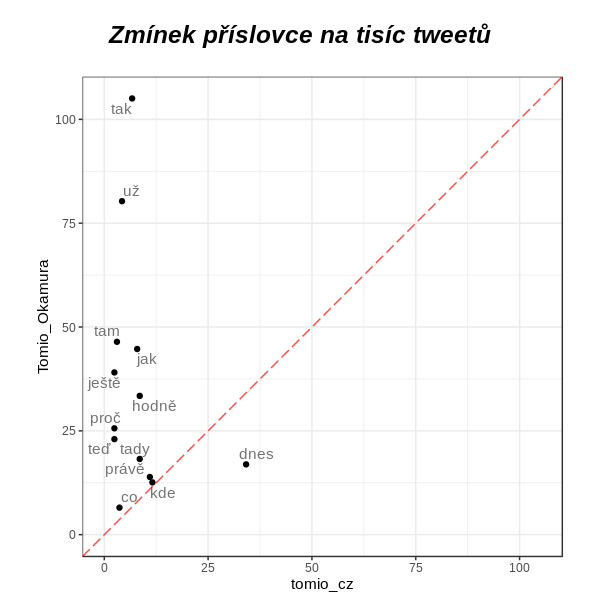 Zmínek příslovce na tisíc tweetů
100
75
50
25
0
Tomio_Okamura
tak
už
tam
jak
ještě
hodně
proč
teď tady
dnes
právě
co kde
0 25 50 75 100
tomio_cz